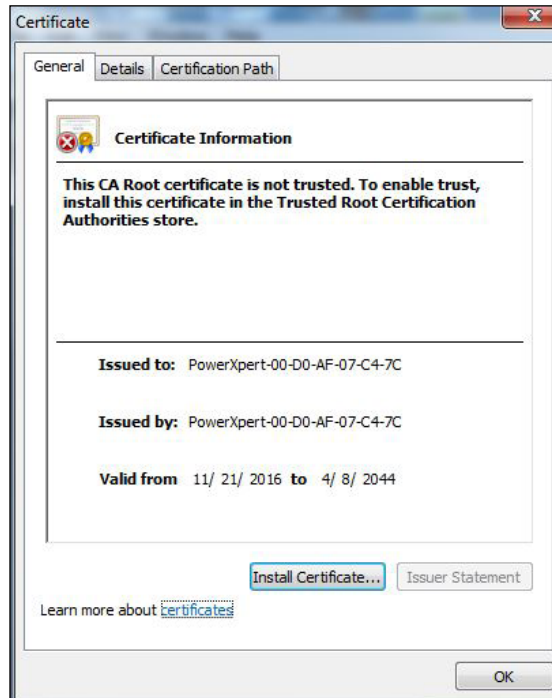 Certificate
General Details Certification Path
Certificate Information
This CA Root certificate is not trusted. To enable trust,
install this certificate in the Trusted Root Certification
Authorities store.
Issued to: PowerXpert-00-D0-AF-07-C4-7C
Issued by: PowerXpert-00-D0-AF-07-C4-7C
Valid from 11/ 21/ 2016 to 4/ 8/ 2044
Install Certificate... Issuer Statement
Learn more about certificates
OK